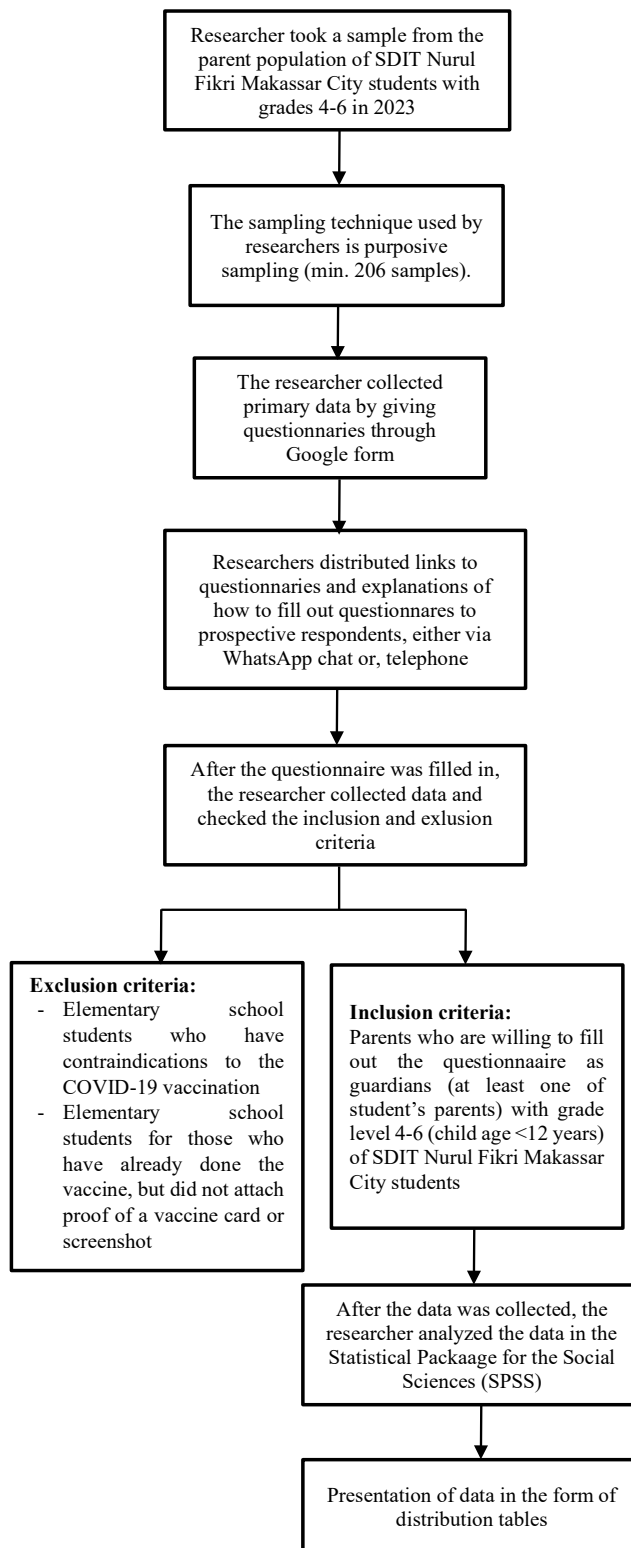 Researcher took a sample from the
parent population of SDIT Nurul
Fikri Makassar City students with
grades 4-6 in 2023
The sampling technique used by
researchers is purposive
sampling (min. 206 samples).
The researcher collected
primary data by giving
questionnaries through
Google form
Researchers distributed links to
questionnaries and explanations of
how to fill out questionnares to
prospective respondents, either via
WhatsApp chat or, telephone
After the questionnaire was filled in,
the researcher collected data and
checked the inclusion and exlusion
criteria
Exclusion criteria:
- Elementary school
students who have
contraindications to the
COVID-19 vaccination
- Elementary school
students for those who
have already done the
vaccine, but did not attach
proof of a vaccine card or
screenshot
Inclusion criteria:
Parents who are willing to fill
out the questionnaaire as
guardians (at least one of
student’s parents) with grade
level 4-6 (child age <12 years)
of SDIT Nurul Fikri Makassar
City students
After the data was collected, the
researcher analyzed the data in the
Statistical Packaage for the Social
Sciences (SPSS)
Presentation of data in the form of
distribution tables